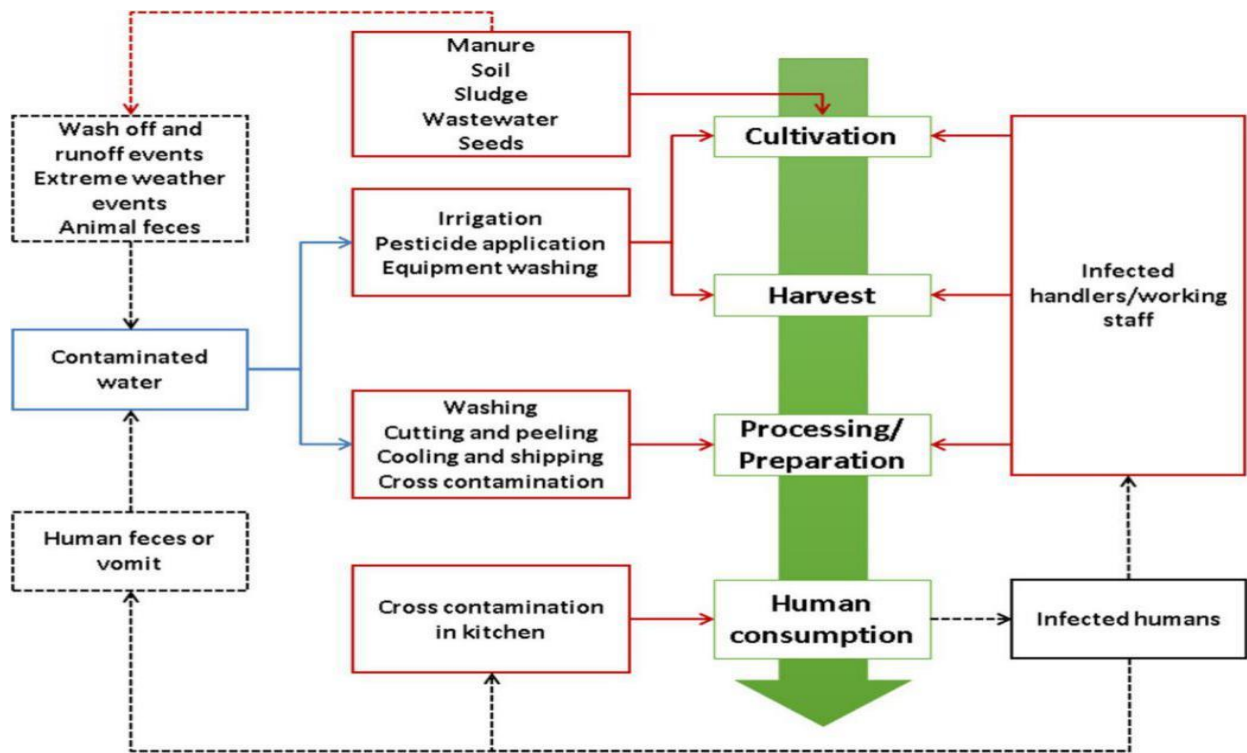 Manure
Soil
Sludge
Wastewater
Seeds
Wash off and
runoff events
Extreme weather
events
Animal feces
Cultivation
Irrigation
Pesticide application
Equipment washing
Harvest
Infected
handlers/working
staff
Contaminated
water
Washing
Cutting and peeling
Cooling and shipping
Cross contamination
Processing/
Preparation
Human feces or
vomit
Cross contamination
in kitchen
Human
consumption
Infected humans